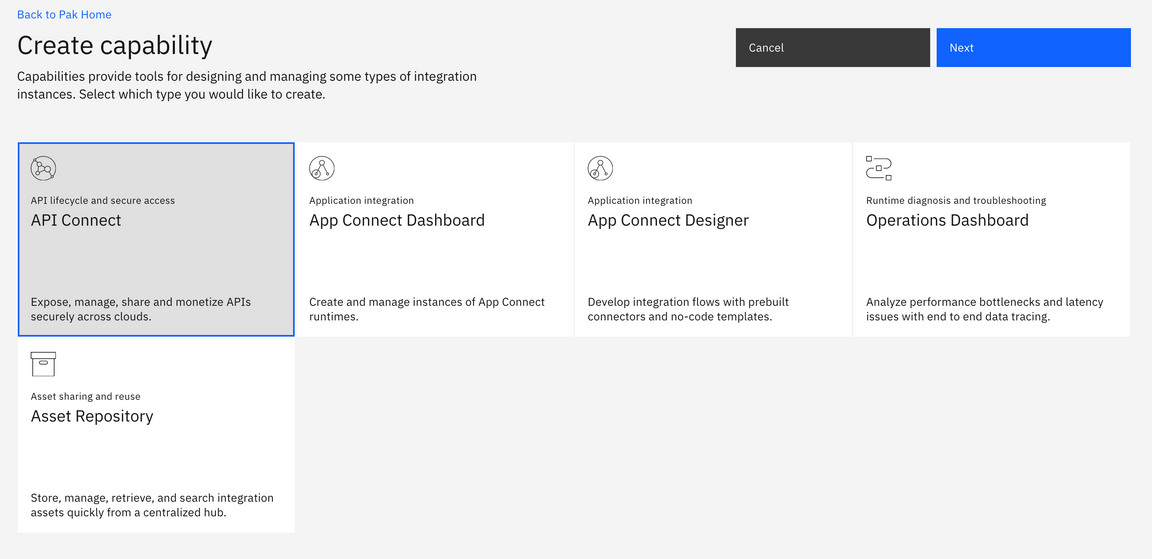 Back to Pak Home
Create capability
Cancel
Next
Capabilities provide tools for designing and managing some types of integration
instances. Select which type you would like to create.
API lifecycle and secure access
API Connect
Expose, manage, share and monetize APIs
securely across clouds.
Application integration
App Connect Dashboard
Create and manage instances of App Connect
runtimes.
Application integration
App Connect Designer
Develop integration flows with prebuilt
connectors and no-code templates.
Runtime diagnosis and troubleshooting
Operations Dashboard
Analyze performance bottlenecks and latency
issues with end to end data tracing.
Asset sharing and reuse
Asset Repository
Store, manage, retrieve, and search integration
assets quickly from a centralized hub.